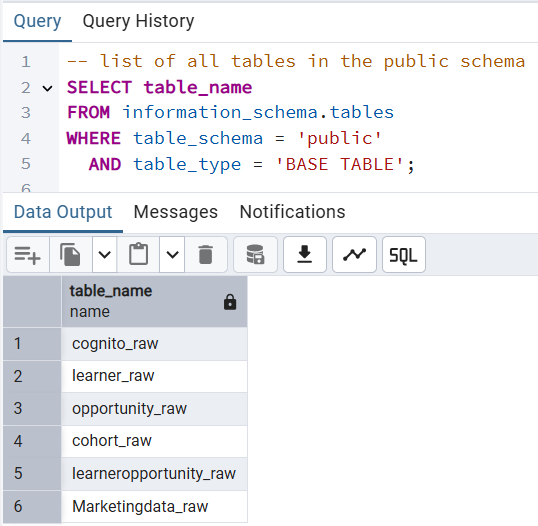 Query Query History
1 -- list of all tables in the public schema
2 SELECT table_name
3 FROM information_schema.tables
4 WHERE table_schema = 'public'
5 AND table_type = 'BASE TABLE';
6
Data Output Messages Notifications
SQL
table_name
name
1 cognito_raw
2 learner_raw
3 opportunity_raw
4 cohort_raw
5 learneropportunity_raw
6 Marketingdata_raw